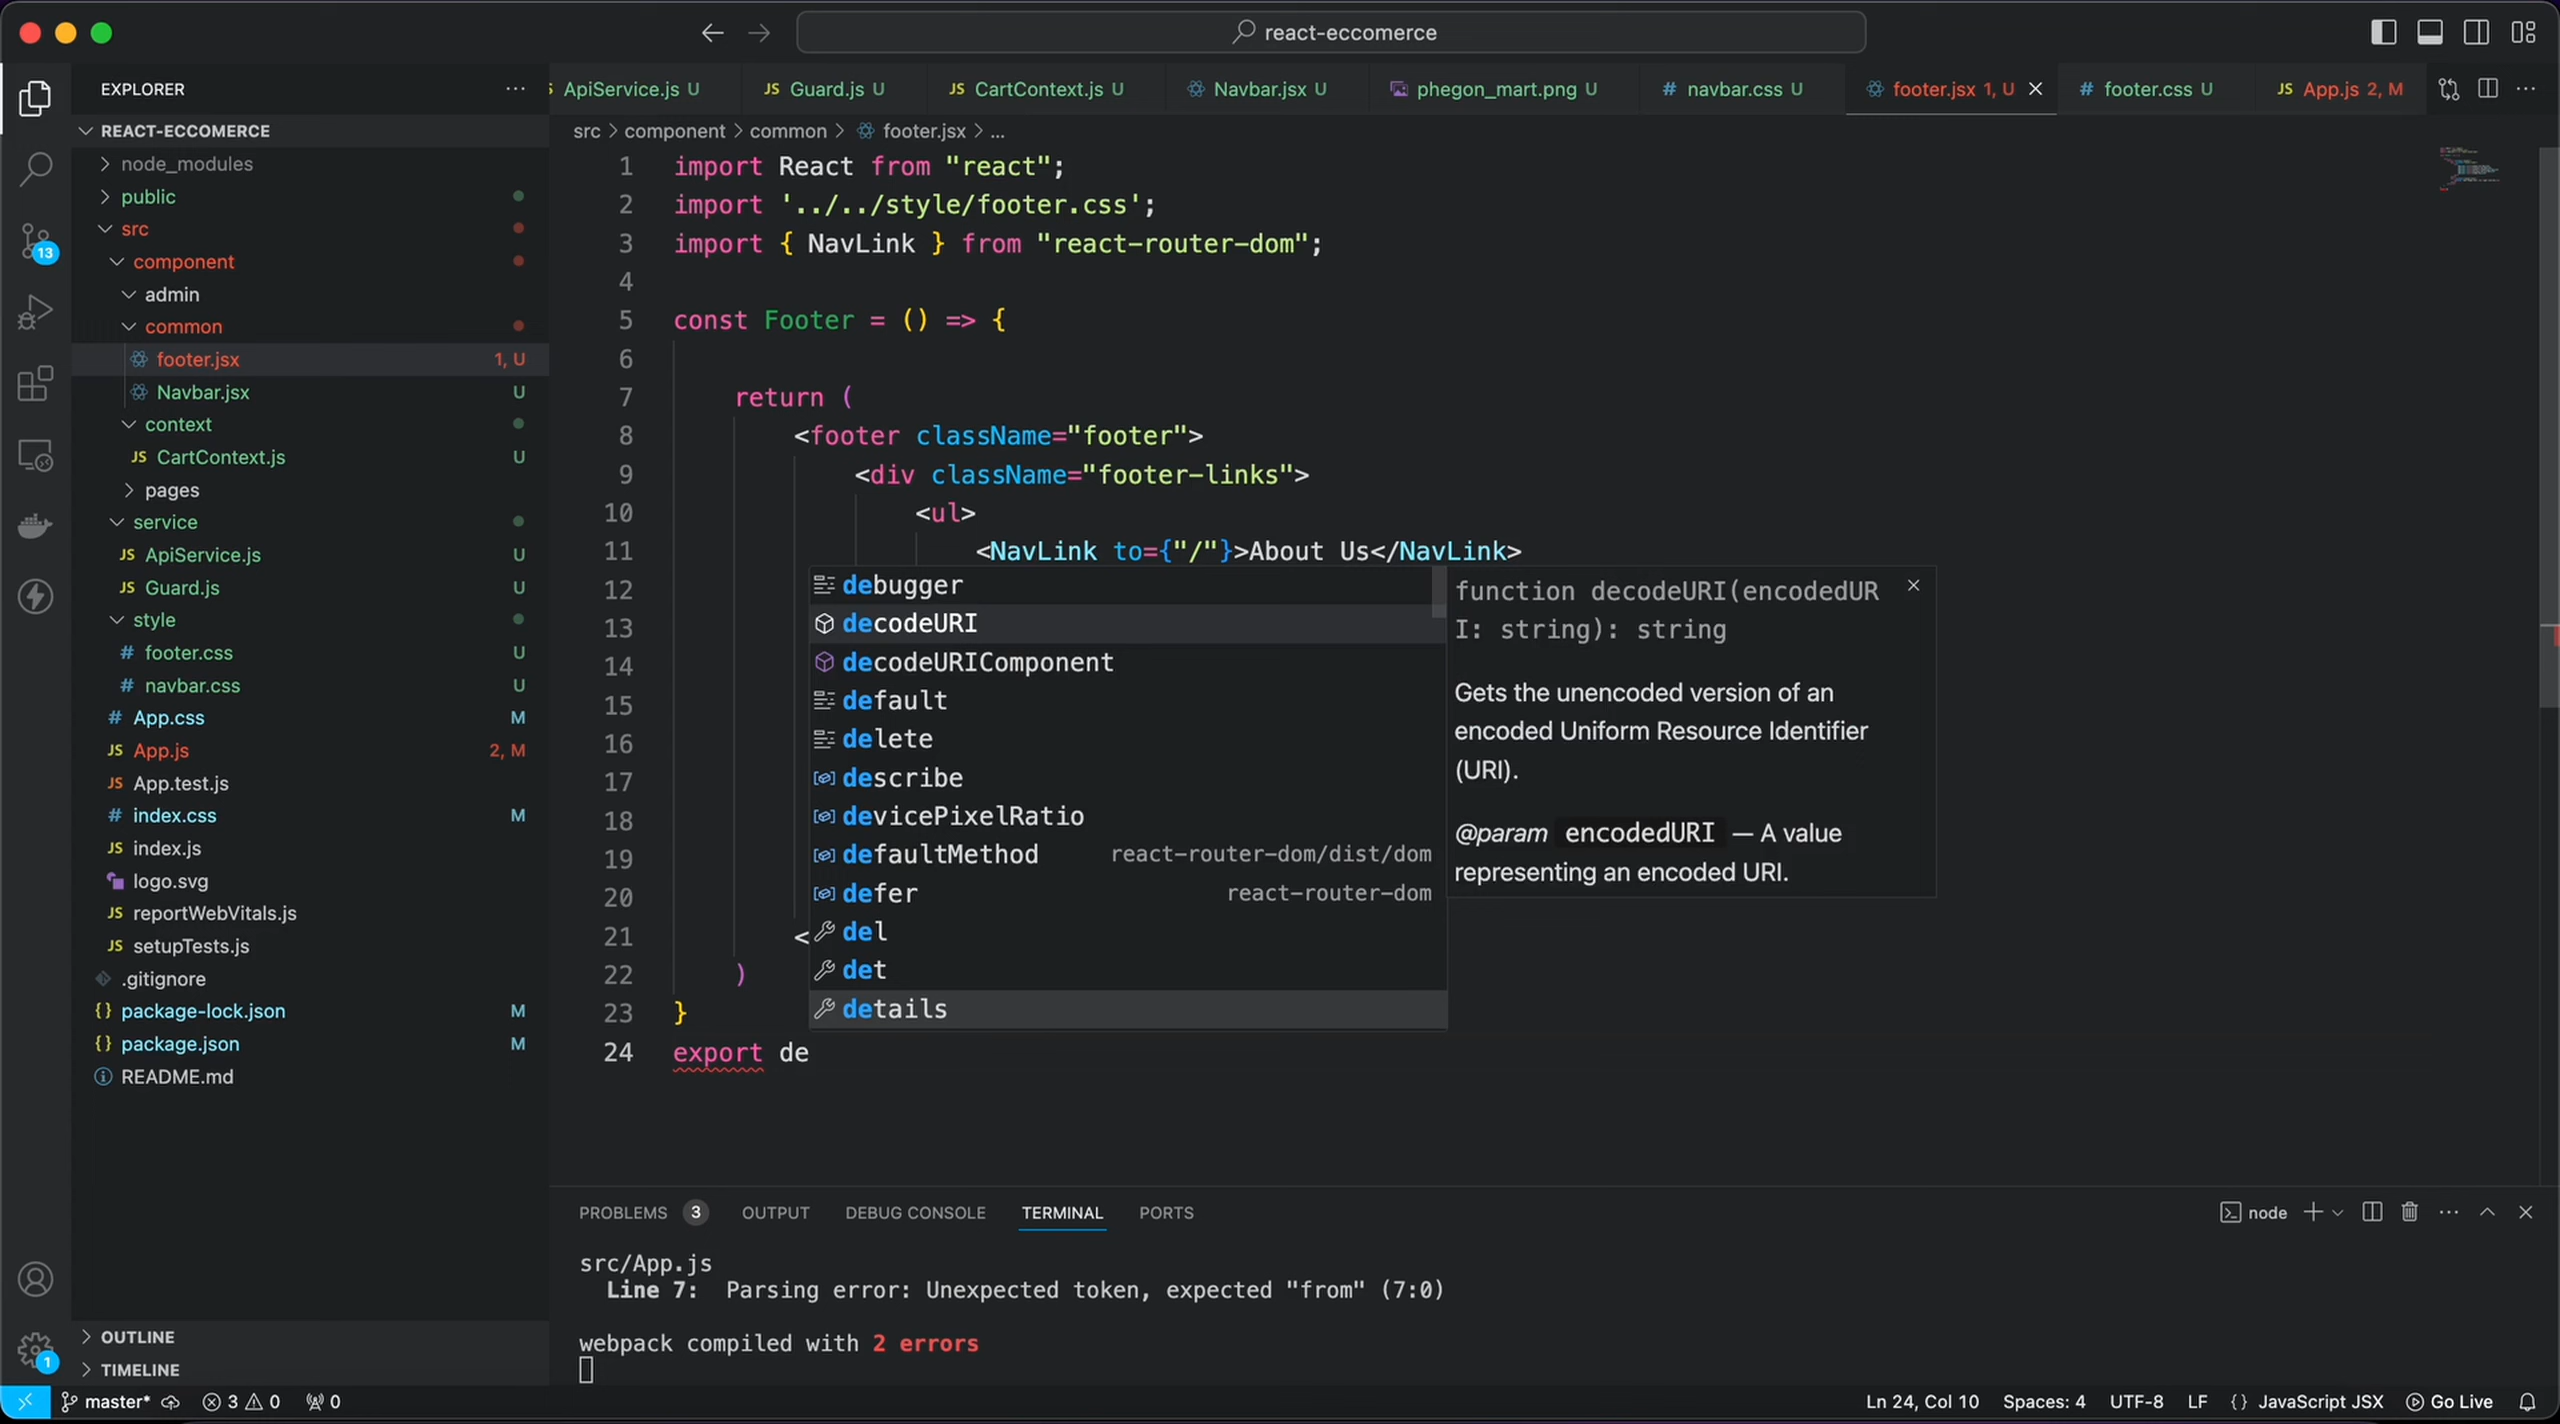 react-eccomerce
EXPLORER
REACT-ECCOMERCE
node_modules
public
src
component
admin
common
footer.jsx 1, U
Navbar.jsx U
context
CartContext.js U
pages
service
ApiService.js U
Guard.js U
style
footer.css U
navbar.css U
App.css M
App.js 2, M
App.test.js
index.css M
index.js
logo.svg
reportWebVitals.js
setupTests.js
.gitignore
package-lock.json M
package.json M
README.md
OUTLINE
TIMELINE
13
1
ApiService.js U JS Guard.js U JS CartContext.js U Navbar.jsx U phegon_mart.png U # navbar.css U footer.jsx 1, U # footer.css U JS App.js 2, M
src > component > common > footer.jsx > ...
1 import React from "react";
2 import '../../style/footer.css';
3 import { NavLink } from "react-router-dom";
4
5 const Footer = () => {
6
7 return (
8 <footer className="footer">
9 <div className="footer-links">
10 <ul>
11 <NavLink to={"/"}>About Us</NavLink>
12
13
14
15
16
17
18
19
20
21 <
22 )
23 }
24 export de
debugger
decodeURI
decodeURIComponent
default
delete
describe
devicePixelRatio
defaultMethod react-router-dom/dist/dom
defer react-router-dom
del
det
details
function decodeURI(encodedUR
I: string): string
Gets the unencoded version of an
encoded Uniform Resource Identifier
(URI).
@param encodedURI — A value
representing an encoded URI.
PROBLEMS 3 OUTPUT DEBUG CONSOLE TERMINAL PORTS
node
src/App.js
Line 7: Parsing error: Unexpected token, expected "from" (7:0)
webpack compiled with 2 errors
master* 3 0 0
Ln 24, Col 10 Spaces: 4 UTF-8 LF {} JavaScript JSX Go Live